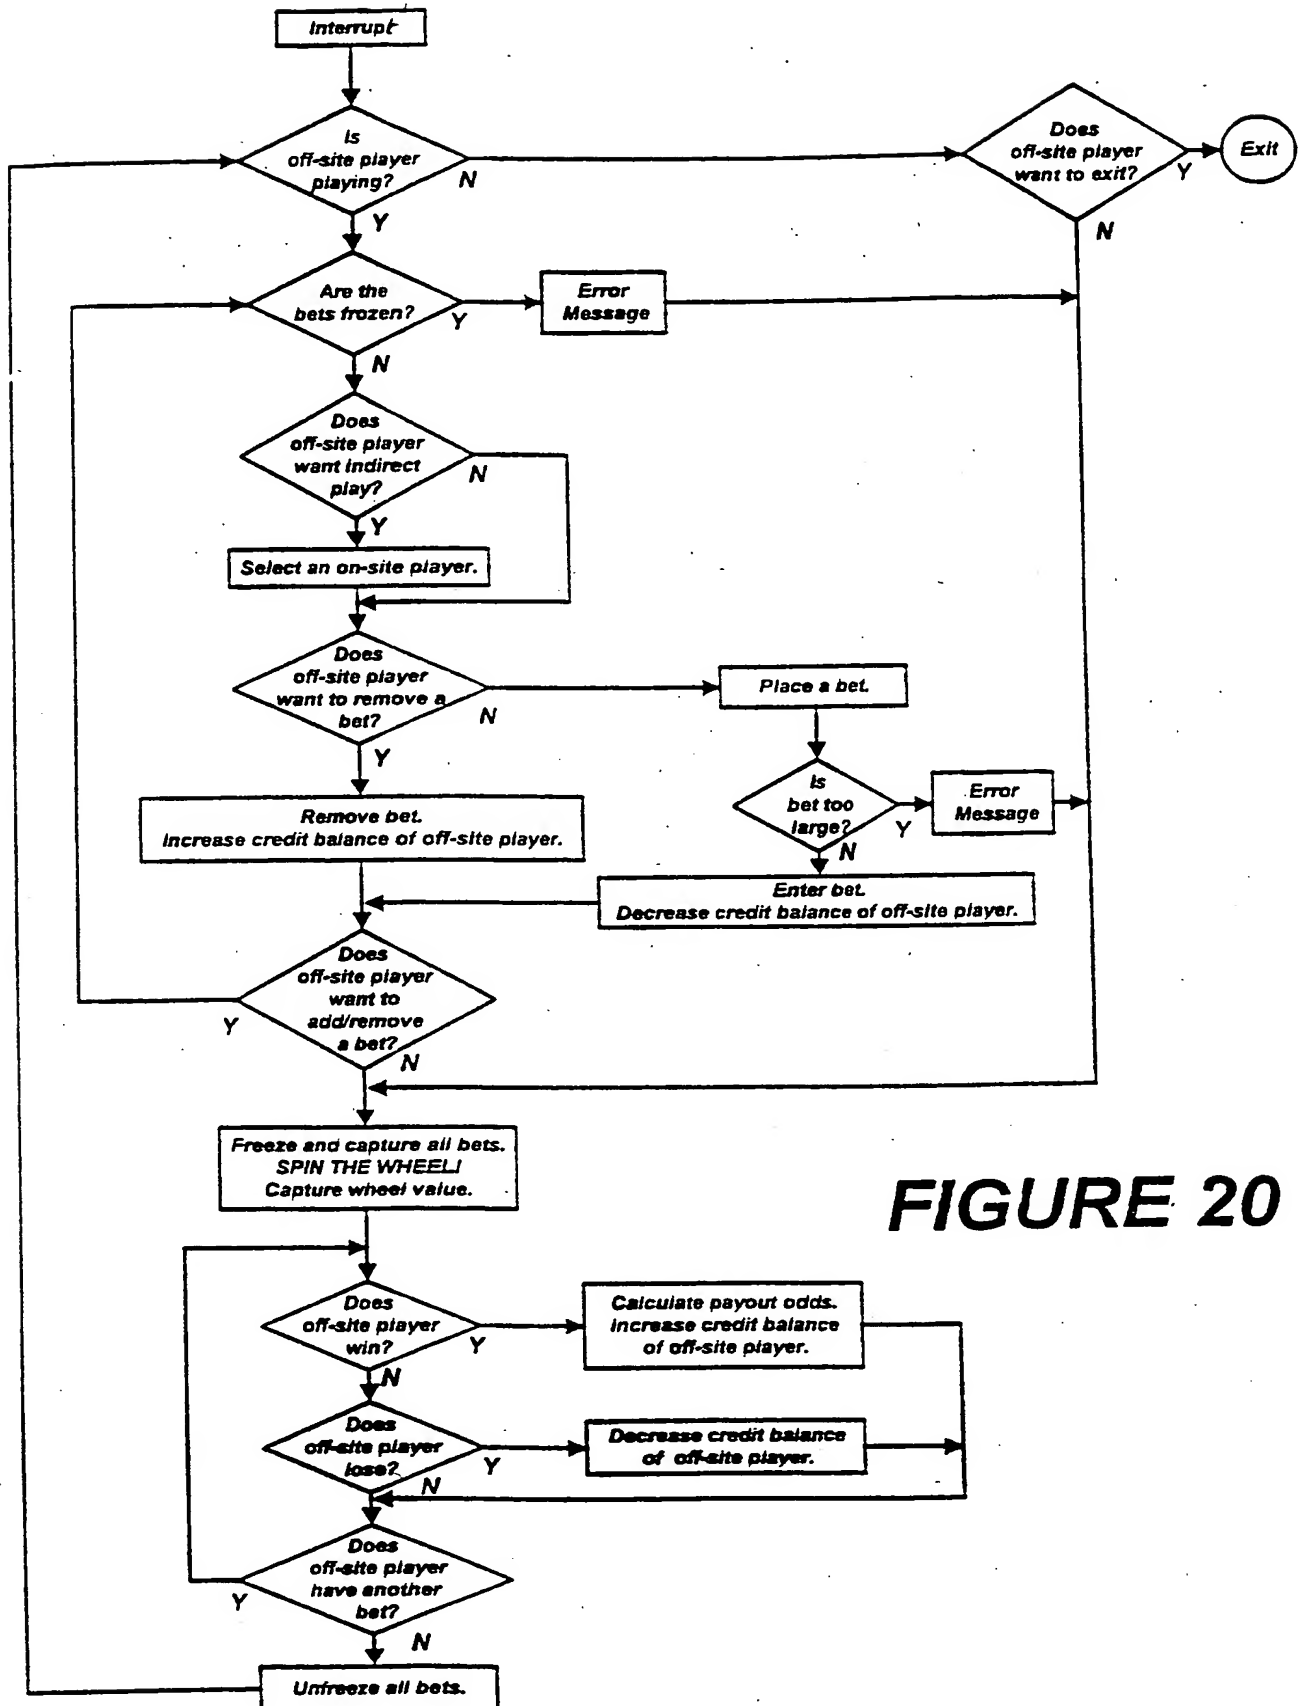 Interrupt
Is
off-site player
playing?
N
Y
Does
off-site player
want to exit?
Y
Exit
N
Are the
bets frozen?
Y
Error
Message
N
Does
off-site player
want indirect
play?
N
Y
Select an on-site player.
Does
off-site player
want to remove a
bet?
N
Y
Place a bet.
Is
bet too
large?
Y
Error
Message
N
Remove bet.
Increase credit balance of off-site player.
Enter bet.
Decrease credit balance of off-site player.
Does
off-site player
want to
add/remove
a bet?
Y
N
Freeze and capture all bets.
SPIN THE WHEEL!
Capture wheel value.
FIGURE 20
Does
off-site player
win?
Y
N
Calculate payout odds.
Increase credit balance
of off-site player.
Does
off-site player
lose?
Y
N
Decrease credit balance
of off-site player.
Does
off-site player
have another
bet?
Y
N
Unfreeze all bets.